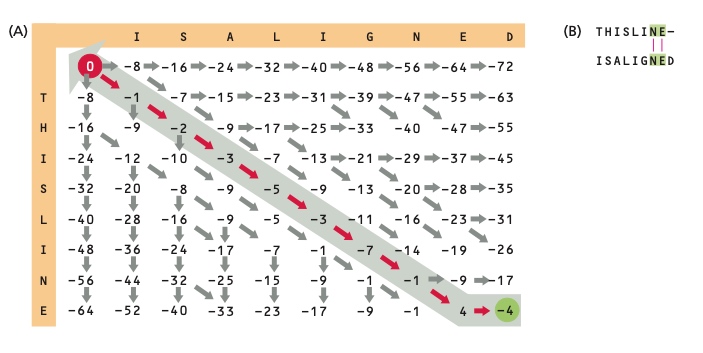 (A)
I S A L I G N E D
0 -8 -16 -24 -32 -40 -48 -56 -64 -72
T -8 -1 -7 -15 -23 -31 -39 -47 -55 -63
H -16 -9 -2 -9 -17 -25 -33 -40 -47 -55
I -24 -12 -10 -3 -7 -13 -21 -29 -37 -45
S -32 -20 -8 -9 -5 -9 -13 -20 -28 -35
L -40 -28 -16 -9 -5 -3 -11 -16 -23 -31
I -48 -36 -24 -17 -7 -1 -7 -14 -19 -26
N -56 -44 -32 -25 -15 -9 -1 -1 -9 -17
E -64 -52 -40 -33 -23 -17 -9 -1 4 -4
(B)
THISLINE-
ISALIGNED